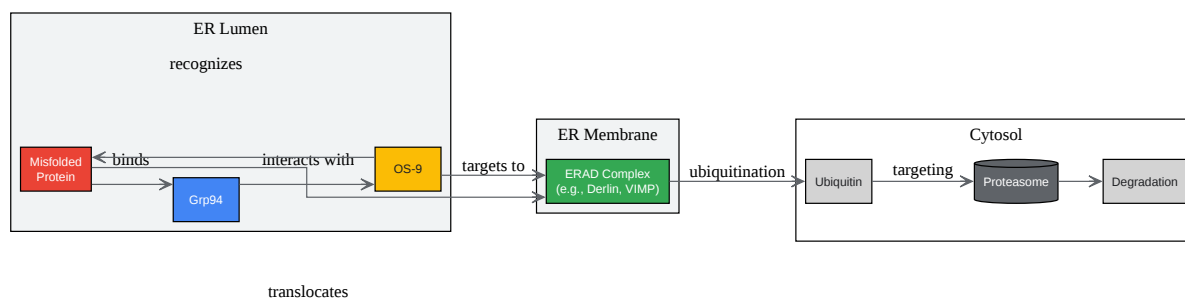 ER Lumen
recognizes
ER Membrane
Cytosol
Misfolded
Protein
binds
interacts with
OS-9
targets to
ERAD Complex
(e.g., Derlin, VIMP)
ubiquitination
Ubiquitin
targeting
Proteasome
Degradation
Grp94
translocates